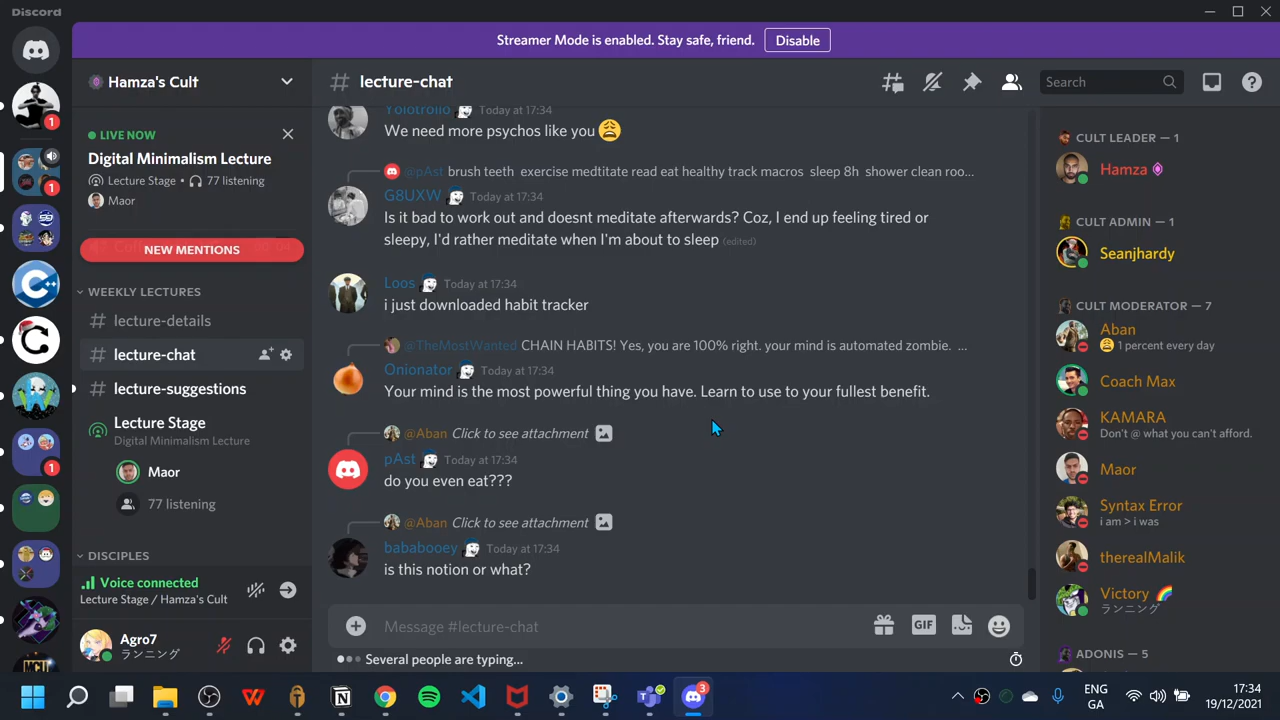 Discord
Streamer Mode is enabled. Stay safe, friend. Disable
1
1
1
Hamza's Cult
LIVE NOW
Digital Minimalism Lecture
Lecture Stage • 77 listening
Maor
NEW MENTIONS
WEEKLY LECTURES
# lecture-details
# lecture-chat
# lecture-suggestions
Lecture Stage
Digital Minimalism Lecture
Maor
77 listening
DISCIPLES
Voice connected
Lecture Stage / Hamza's Cult
Agro7
ランニング
# lecture-chat
Search
Yolotrollo Today at 17:34
We need more psychos like you 😩
@pAst brush teeth exercise medtitate read eat healthy track macros sleep 8h shower clean roo...
G8UXW Today at 17:34
Is it bad to work out and doesnt meditate afterwards? Coz, I end up feeling tired or
sleepy, I'd rather meditate when I'm about to sleep (edited)
Loos Today at 17:34
i just downloaded habit tracker
@TheMostWanted CHAIN HABITS! Yes, you are 100% right. your mind is automated zombie. ...
Onionator Today at 17:34
Your mind is the most powerful thing you have. Learn to use to your fullest benefit.
@Aban Click to see attachment
pAst Today at 17:34
do you even eat???
@Aban Click to see attachment
bababooey Today at 17:34
is this notion or what?
Message #lecture-chat
GIF
Several people are typing...
CULT LEADER — 1
Hamza
CULT ADMIN — 1
Seanjhardy
CULT MODERATOR — 7
Aban
😩 1 percent every day
Coach Max
KAMARA
Don't @ what you can't afford.
Maor
Syntax Error
i am > i was
therealMalik
Victory 🌈
ランニング
ADONIS — 5
MCU
3
ENG
GA
17:34
19/12/2021